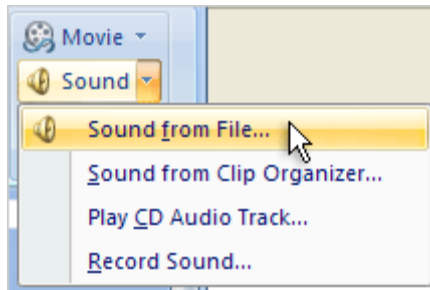 Movie
Sound
Sound from File...
Sound from Clip Organizer...
Play CD Audio Track...
Record Sound...